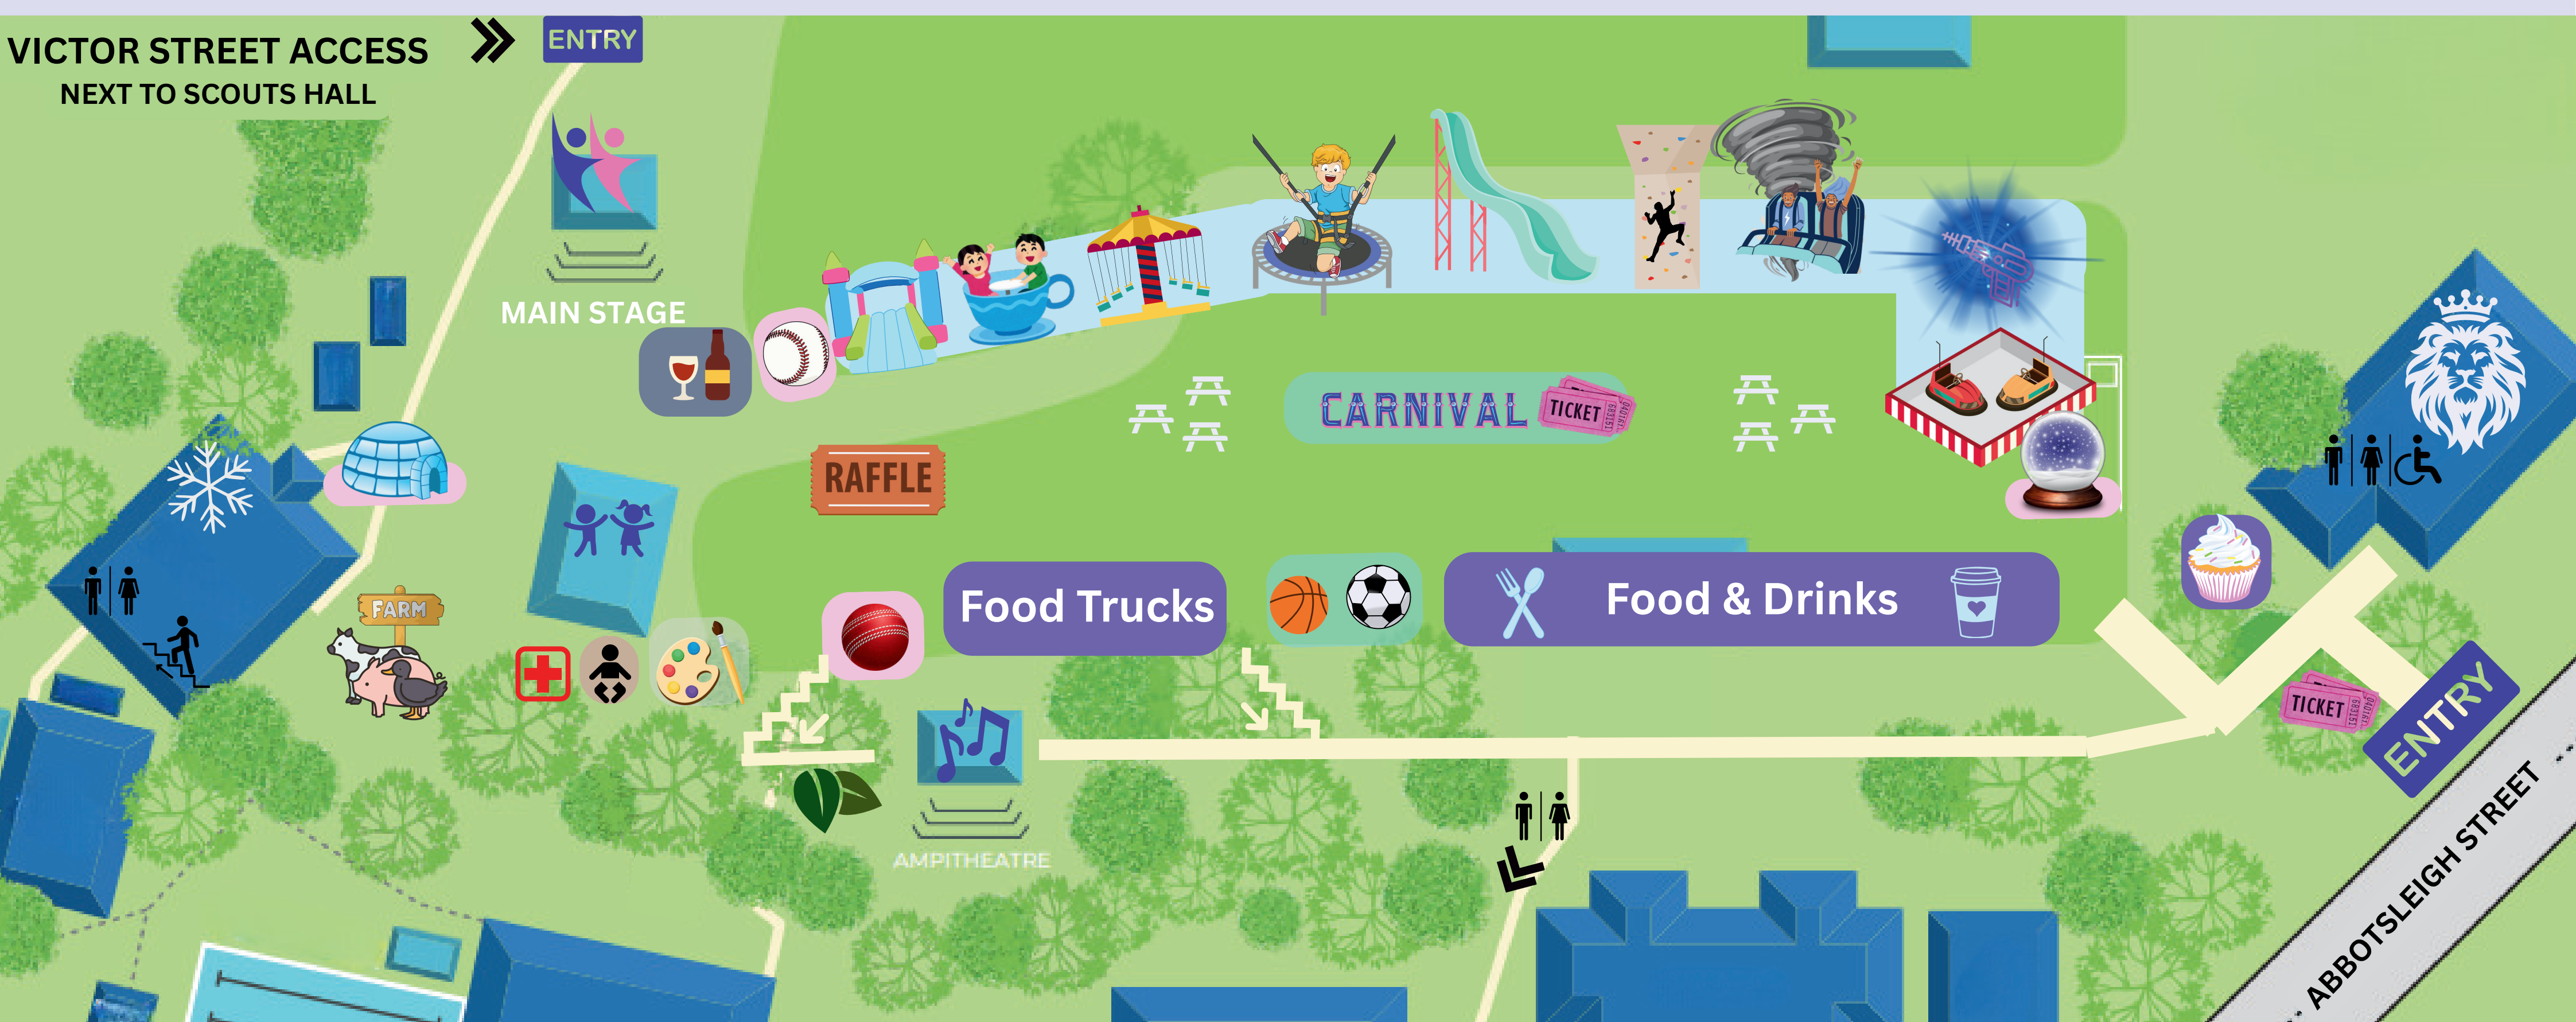 VICTOR STREET ACCESS
NEXT TO SCOUTS HALL
ENTRY
MAIN STAGE
CARNIVAL
TICKET
RAFFLE
FARM
Food Trucks
Food & Drinks
TICKET
ENTRY
AMPITHEATRE
ABBOTSLEIGH STREET